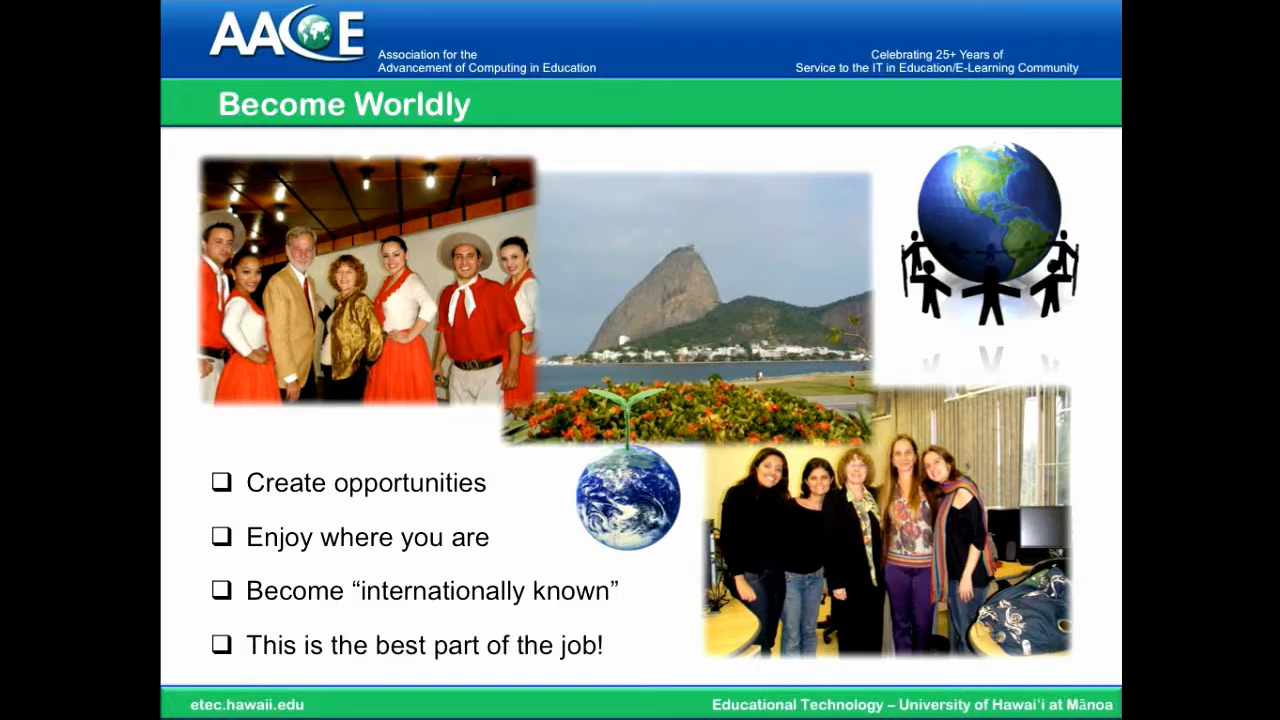 AACE
Association for the
Advancement of Computing in Education
Celebrating 25+ Years of
Service to the IT in Education/E-Learning Community
Become Worldly
Create opportunities
Enjoy where you are
Become “internationally known”
This is the best part of the job!
etec.hawaii.edu
Educational Technology – University of Hawai‘i at Mānoa